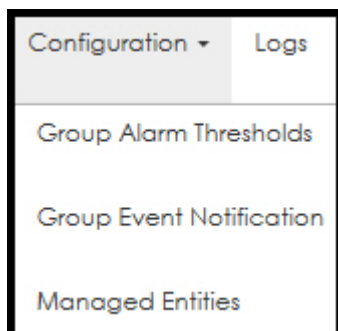 Configuration ▾ Logs
Group Alarm Thresholds
Group Event Notification
Managed Entities